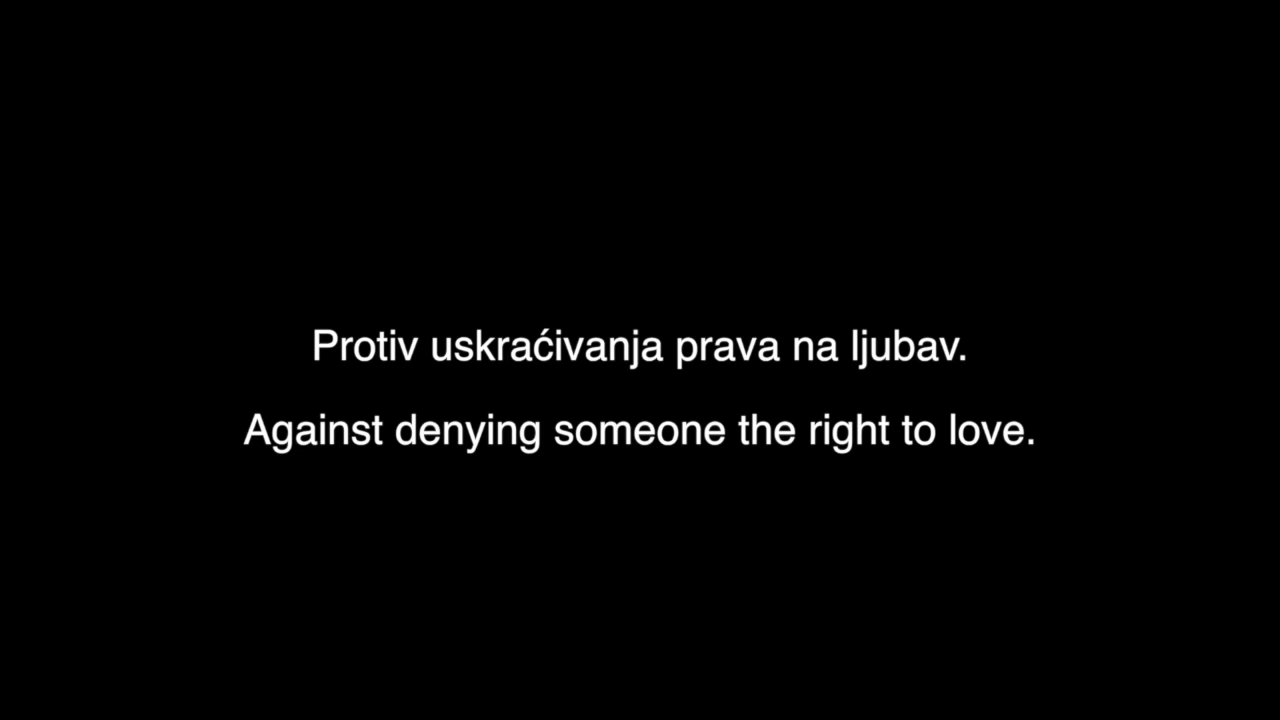 Protiv uskraćivanja prava na ljubav.
Against denying someone the right to love.